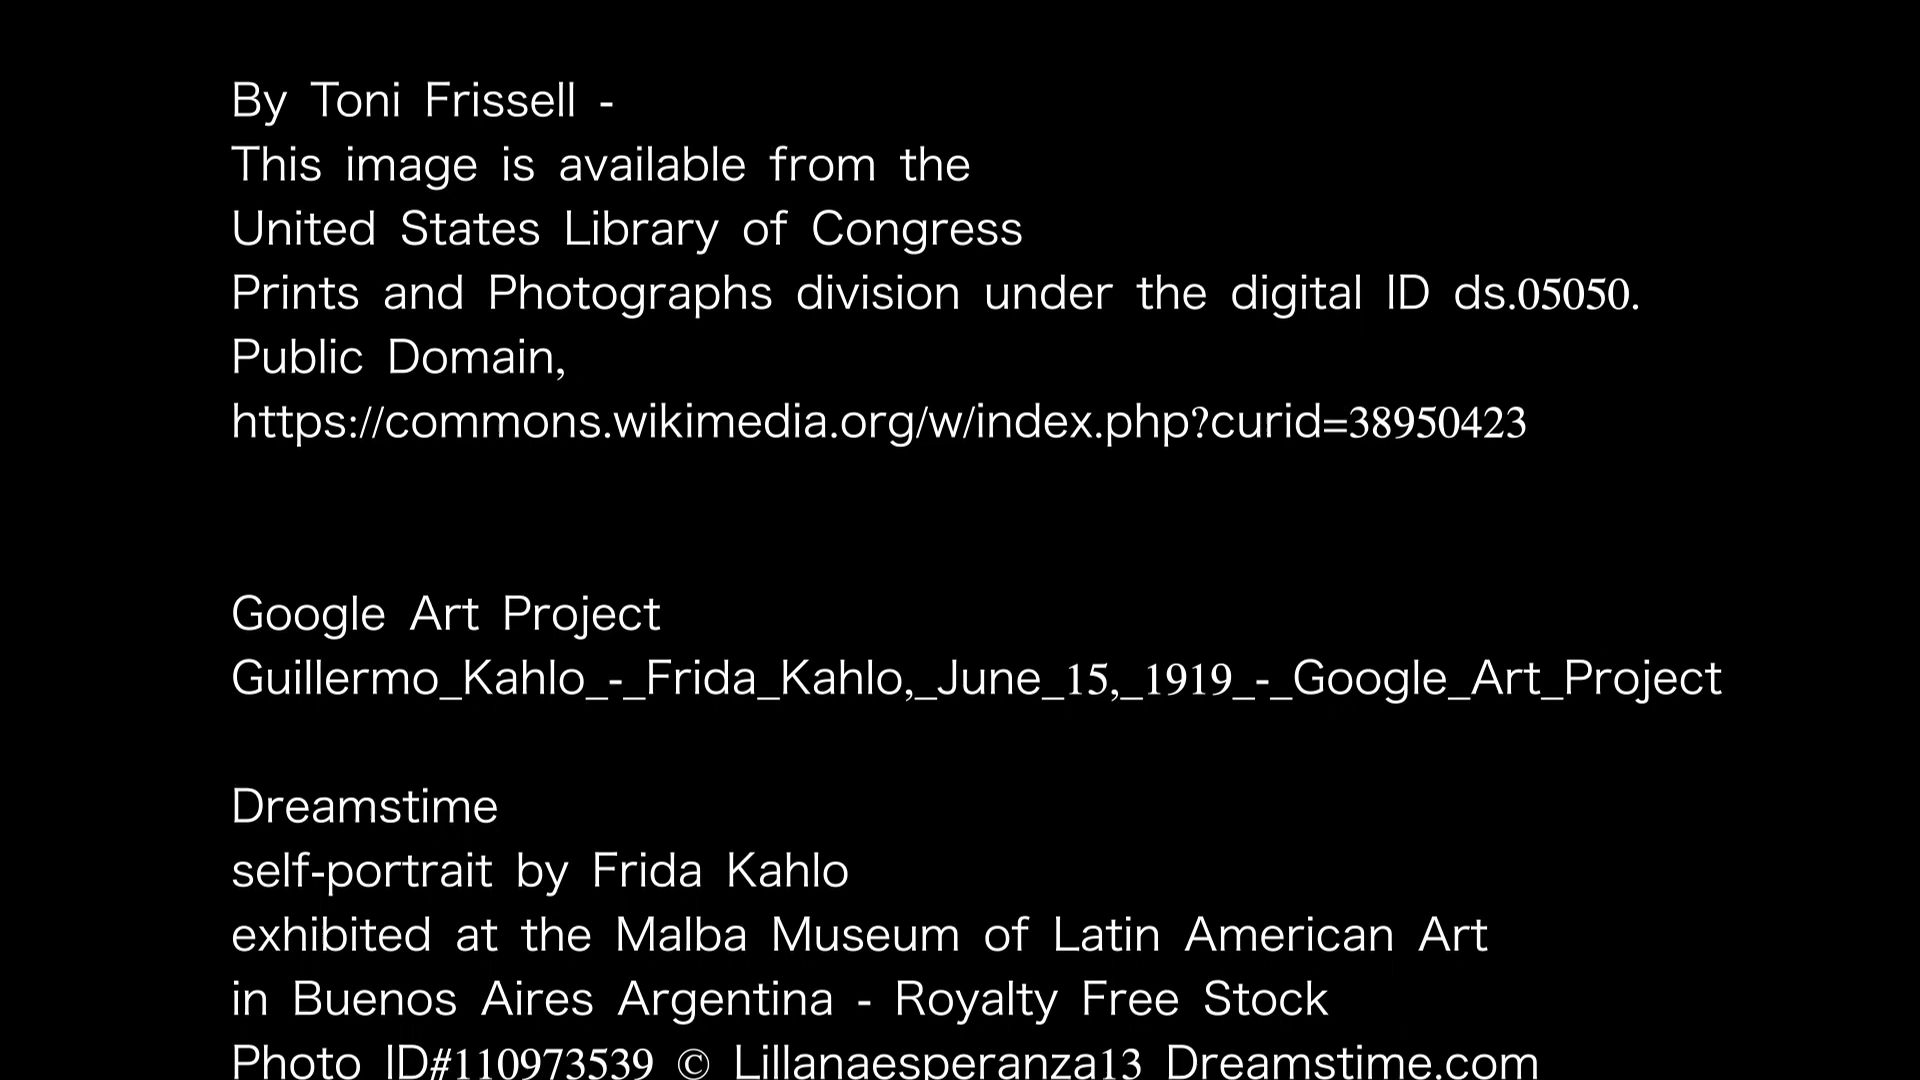 By Toni Frissell -
This image is available from the
United States Library of Congress
Prints and Photographs division under the digital ID ds.05050.
Public Domain,
https://commons.wikimedia.org/w/index.php?curid=38950423
Google Art Project
Guillermo_Kahlo_-_Frida_Kahlo,_June_15,_1919_-_Google_Art_Project
Dreamstime
self-portrait by Frida Kahlo
exhibited at the Malba Museum of Latin American Art
in Buenos Aires Argentina - Royalty Free Stock
Photo ID#110973539 © Lillanaesperanza13 Dreamstime.com